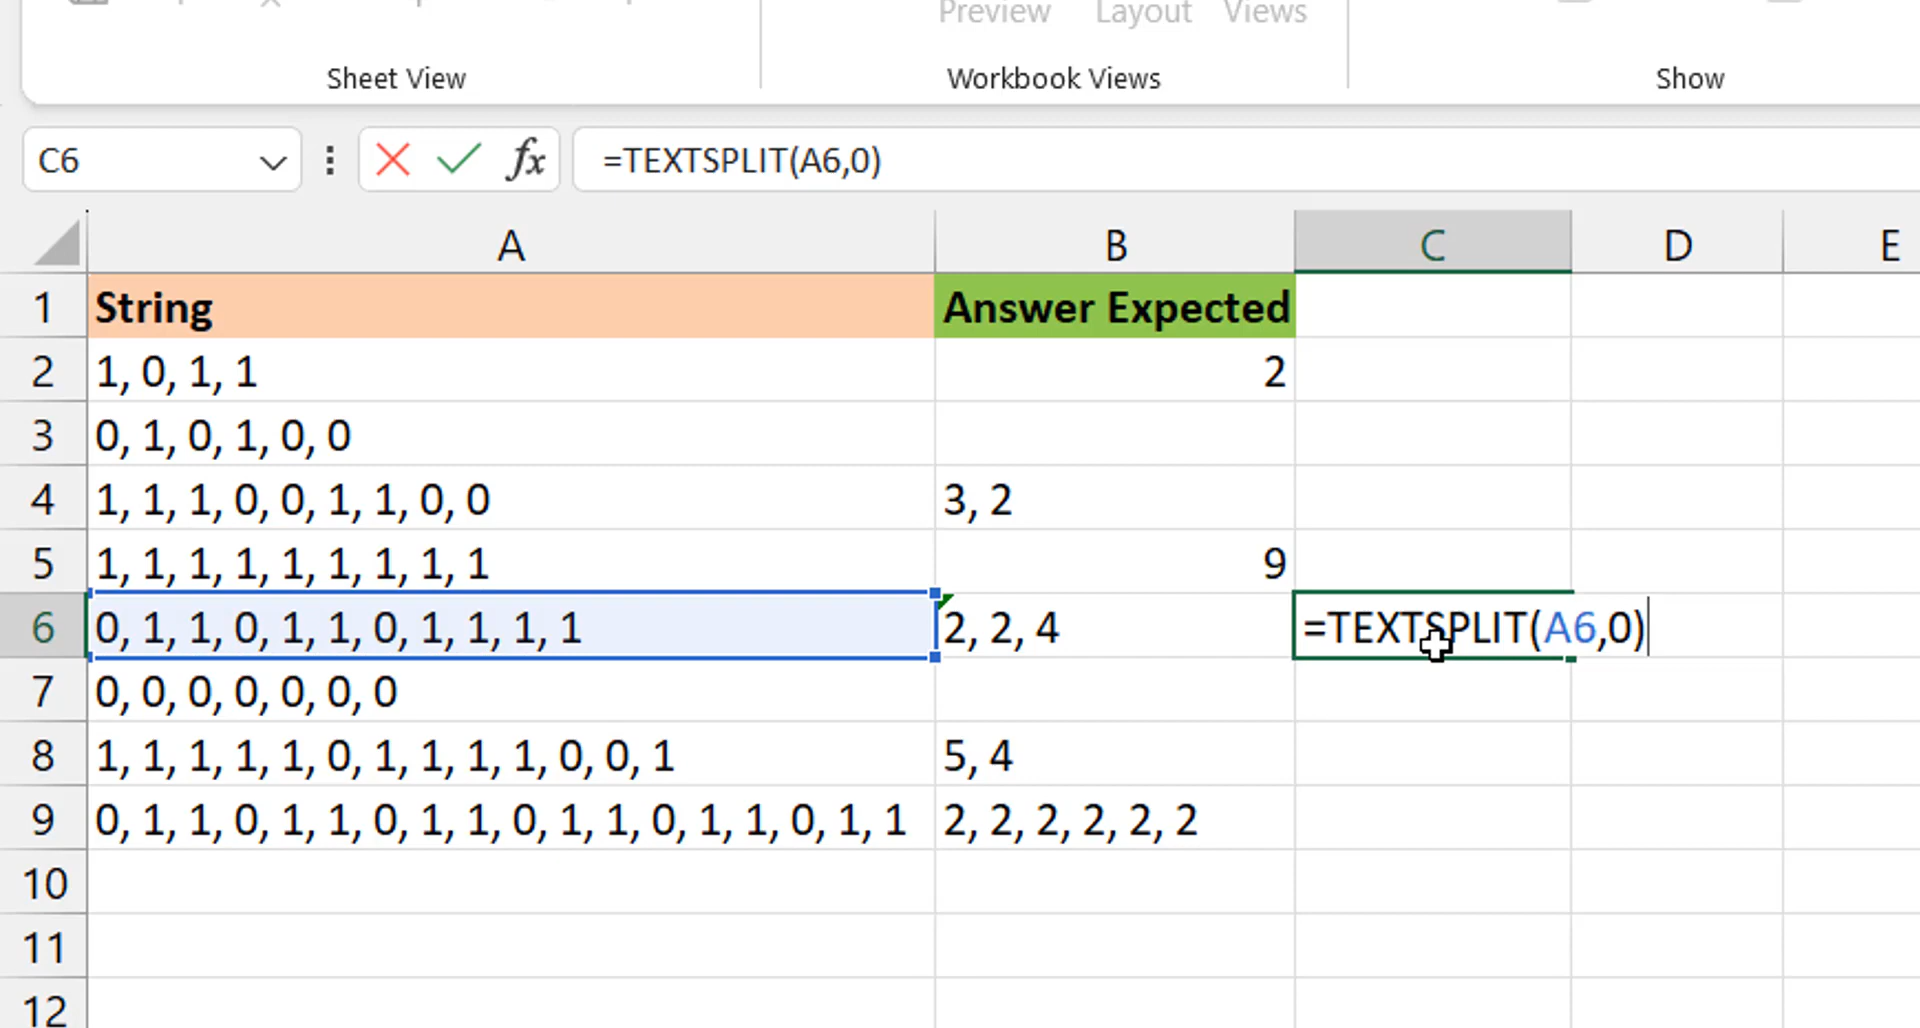 Preview Layout Views
Sheet View Workbook Views Show
C6 fx =TEXTSPLIT(A6,0)
A B C D E
1 String Answer Expected
2 1, 0, 1, 1 2
3 0, 1, 0, 1, 0, 0
4 1, 1, 1, 0, 0, 1, 1, 0, 0 3, 2
5 1, 1, 1, 1, 1, 1, 1, 1, 1 9
6 0, 1, 1, 0, 1, 1, 0, 1, 1, 1, 1 2, 2, 4 =TEXTSPLIT(A6,0)
7 0, 0, 0, 0, 0, 0, 0
8 1, 1, 1, 1, 1, 0, 1, 1, 1, 1, 0, 0, 1 5, 4
9 0, 1, 1, 0, 1, 1, 0, 1, 1, 0, 1, 1, 0, 1, 1, 0, 1, 1 2, 2, 2, 2, 2, 2
10
11
12